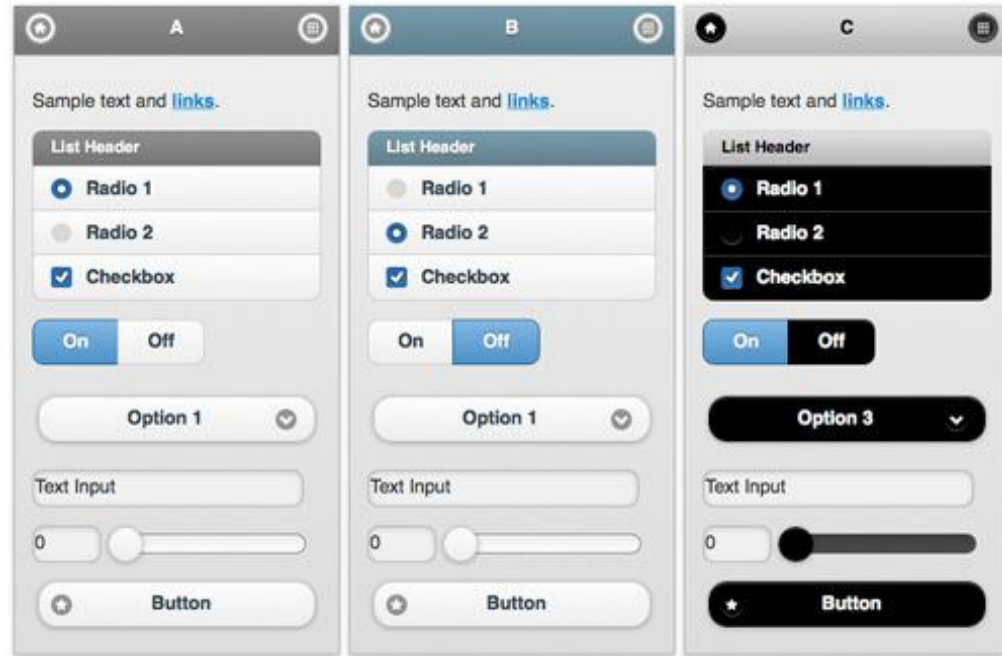 A
Sample text and links.
List Header
Radio 1
Radio 2
Checkbox
On Off
Option 1
Text Input
0
Button
B
Sample text and links.
List Header
Radio 1
Radio 2
Checkbox
On Off
Option 1
Text Input
0
Button
C
Sample text and links.
List Header
Radio 1
Radio 2
Checkbox
On Off
Option 3
Text Input
0
Button